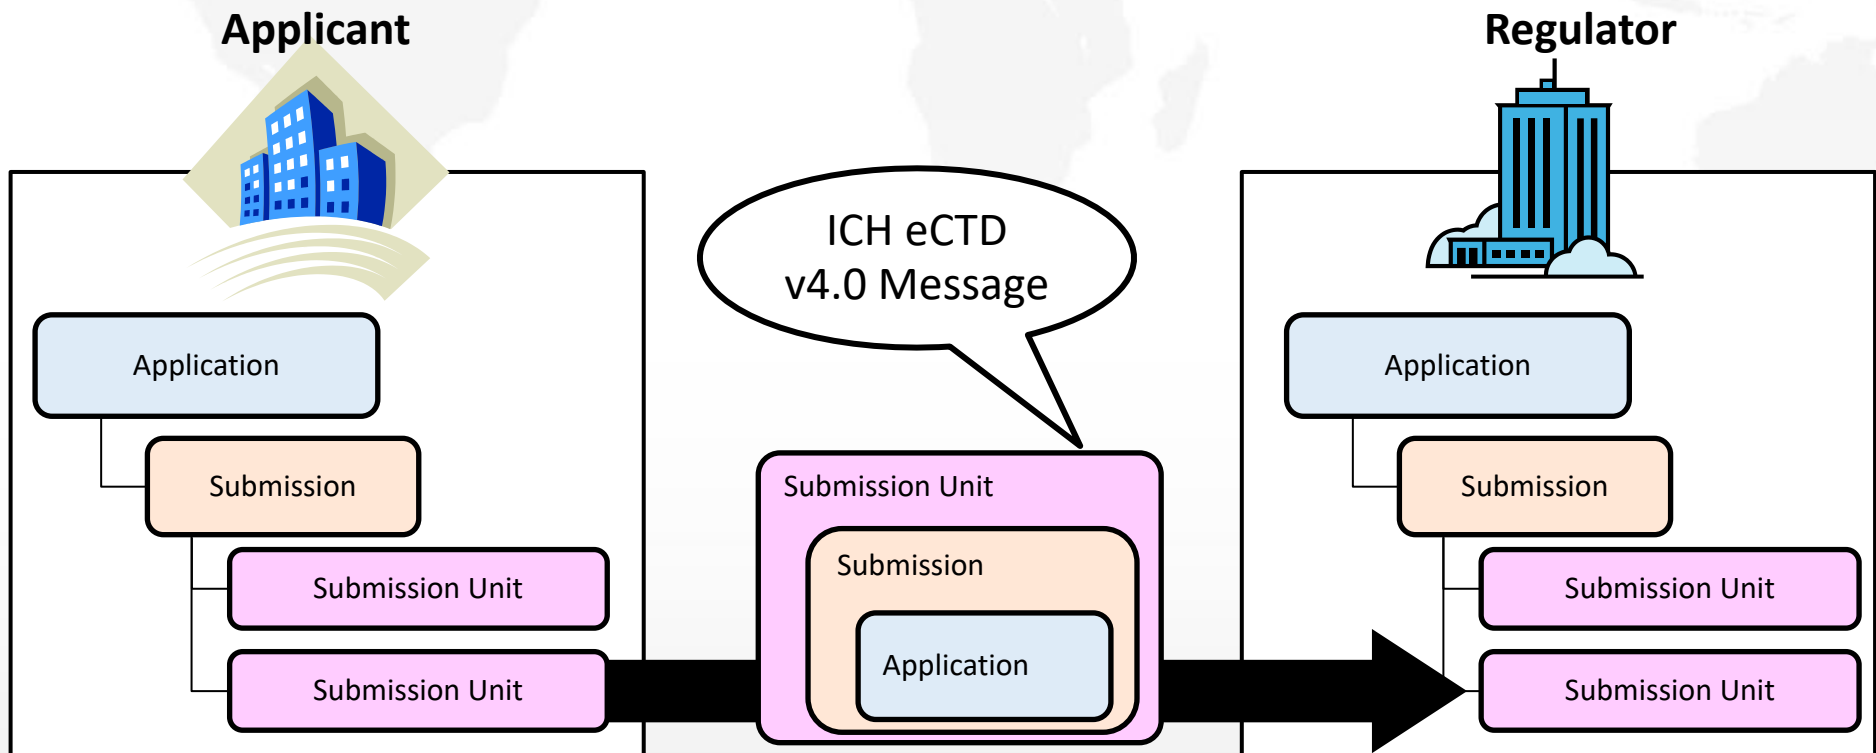 Applicant
Regulator
ICH eCTD
v4.0 Message
Application
Submission
Submission Unit
Submission Unit
Submission Unit
Submission
Application
Application
Submission
Submission Unit
Submission Unit